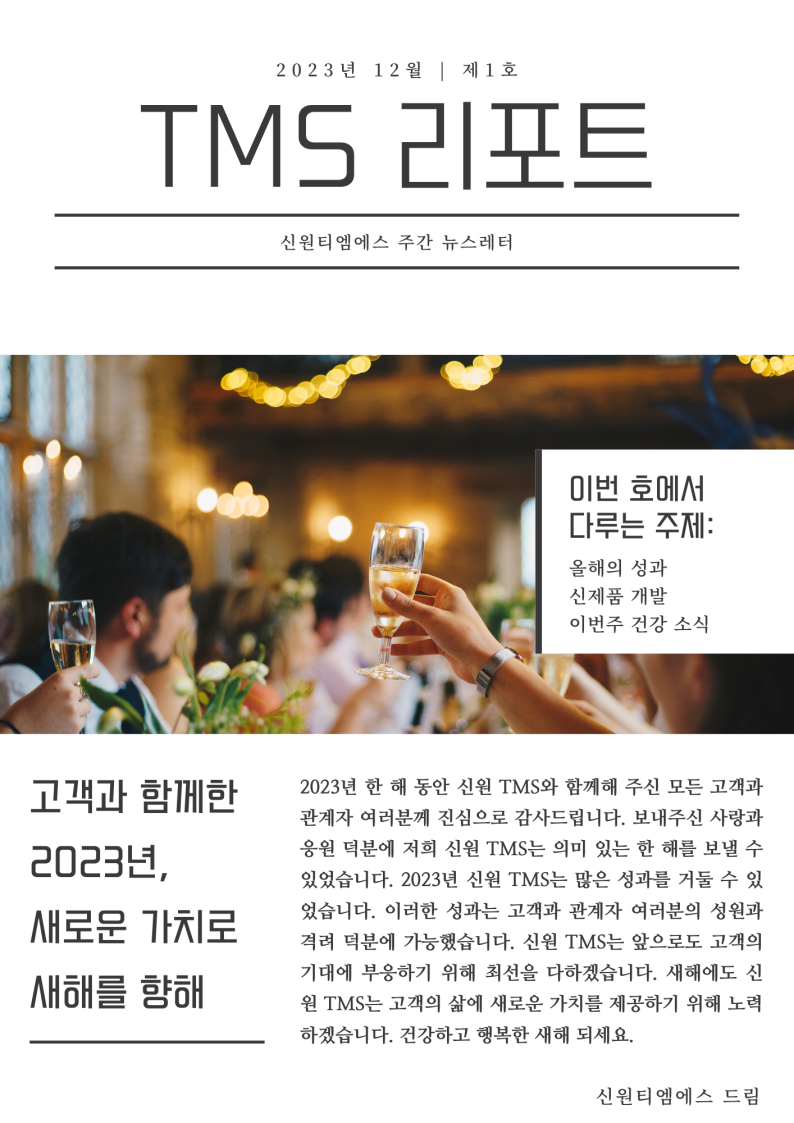 2023년 12월 | 제1호
TMS 리포트
신원티엠에스 주간 뉴스레터
이번 호에서
다루는 주제:
올해의 성과
신제품 개발
이번주 건강 소식
고객과 함께한
2023년,
새로운 가치로
새해를 향해
2023년 한 해 동안 신원 TMS와 함께해 주신 모든 고객과
관계자 여러분께 진심으로 감사드립니다. 보내주신 사랑과
응원 덕분에 저희 신원 TMS는 의미 있는 한 해를 보낼 수
있었습니다. 2023년 신원 TMS는 많은 성과를 거둘 수 있
었습니다. 이러한 성과는 고객과 관계자 여러분의 성원과
격려 덕분에 가능했습니다. 신원 TMS는 앞으로도 고객의
기대에 부응하기 위해 최선을 다하겠습니다. 새해에도 신
원 TMS는 고객의 삶에 새로운 가치를 제공하기 위해 노력
하겠습니다. 건강하고 행복한 새해 되세요.
신원티엠에스 드림